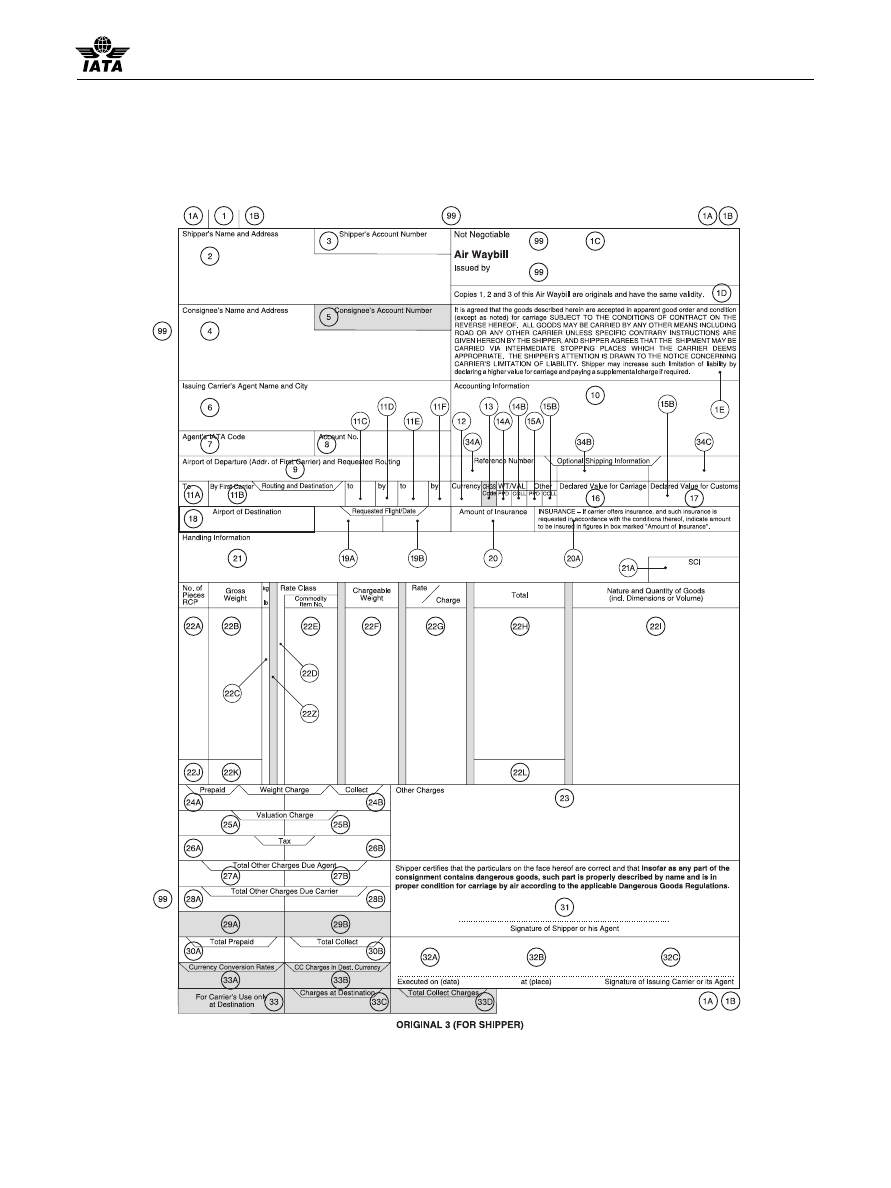 IATA
1A 1 1B 99 1A 1B
Shipper's Name and Address
2
3 Shipper's Account Number
Not Negotiable
99 1C
Air Waybill
Issued by
99
Copies 1, 2 and 3 of this Air Waybill are originals and have the same validity.
1D
Consignee's Name and Address
4
5 Consignee's Account Number
99
It is agreed that the goods described herein are accepted in apparent good order and condition
(except as noted) for carriage SUBJECT TO THE CONDITIONS OF CONTRACT ON THE
REVERSE HEREOF, ALL GOODS MAY BE CARRIED BY ANY OTHER MEANS INCLUDING
ROAD OR ANY OTHER CARRIER UNLESS SPECIFIC CONTRARY INSTRUCTIONS ARE
GIVEN HEREON BY THE SHIPPER, AND SHIPPER AGREES THAT THE SHIPMENT MAY BE
CARRIED VIA INTERMEDIATE STOPPING PLACES WHICH THE CARRIER DEEMS
APPROPRIATE, THE SHIPPER'S ATTENTION IS DRAWN TO THE NOTICE CONCERNING
CARRIER'S LIMITATION OF LIABILITY. Shipper may increase such limitation of liability by
declaring a higher value for carriage and paying a supplemental charge if required.
1E
Issuing Carrier's Agent Name and City
6
Accounting Information
10
11C 11D 11E 11F 12 13 14A 14B 15A 15B 15B
Agent's IATA Code
7
Account No.
8
34A 34B 34C
Airport of Departure (Addr. of First Carrier) and Requested Routing
9
Reference Number
Optional Shipping Information
To
11A
By First Carrier
11B
Routing and Destination
to by to by
Currency
CHGS
Code
WT/VAL
PPD COLL
Other
PPD COLL
Declared Value for Carriage
16
Declared Value for Customs
17
18
Airport of Destination
Requested Flight/Date
19A 19B
Amount of Insurance
20
INSURANCE – If carrier offers insurance, and such insurance is
requested in accordance with the conditions thereof, indicate amount
to be insured in figures in box marked "Amount of Insurance".
20A
Handling Information
21
21A
SCI
No. of
Pieces
RCP
Gross
Weight
kg
lb
Rate Class
Commodity
Item No.
Chargeable
Weight
Rate
Charge
Total
Nature and Quantity of Goods
(incl. Dimensions or Volume)
22A 22B 22E 22F 22G 22H 22I
22D
22C
22Z
22J 22K 22L
Prepaid Weight Charge Collect
24A 24B
Other Charges
23
Valuation Charge
25A 25B
Tax
26A 26B
Total Other Charges Due Agent
27A 27B
Total Other Charges Due Carrier
28A 28B
99
29A 29B
Shipper certifies that the particulars on the face hereof are correct and that Insofar as any part of the
consignment contains dangerous goods, such part is properly described by name and is in
proper condition for carriage by air according to the applicable Dangerous Goods Regulations.
31
Signature of Shipper or his Agent
Total Prepaid Total Collect
30A 30B
32A 32B 32C
Currency Conversion Rates CC Charges in Dest. Currency
33A 33B
Executed on (date) at (place) Signature of Issuing Carrier or its Agent
For Carrier's Use only
at Destination
33
Charges at Destination
33C
Total Collect Charges
33D
1A 1B
ORIGINAL 3 (FOR SHIPPER)